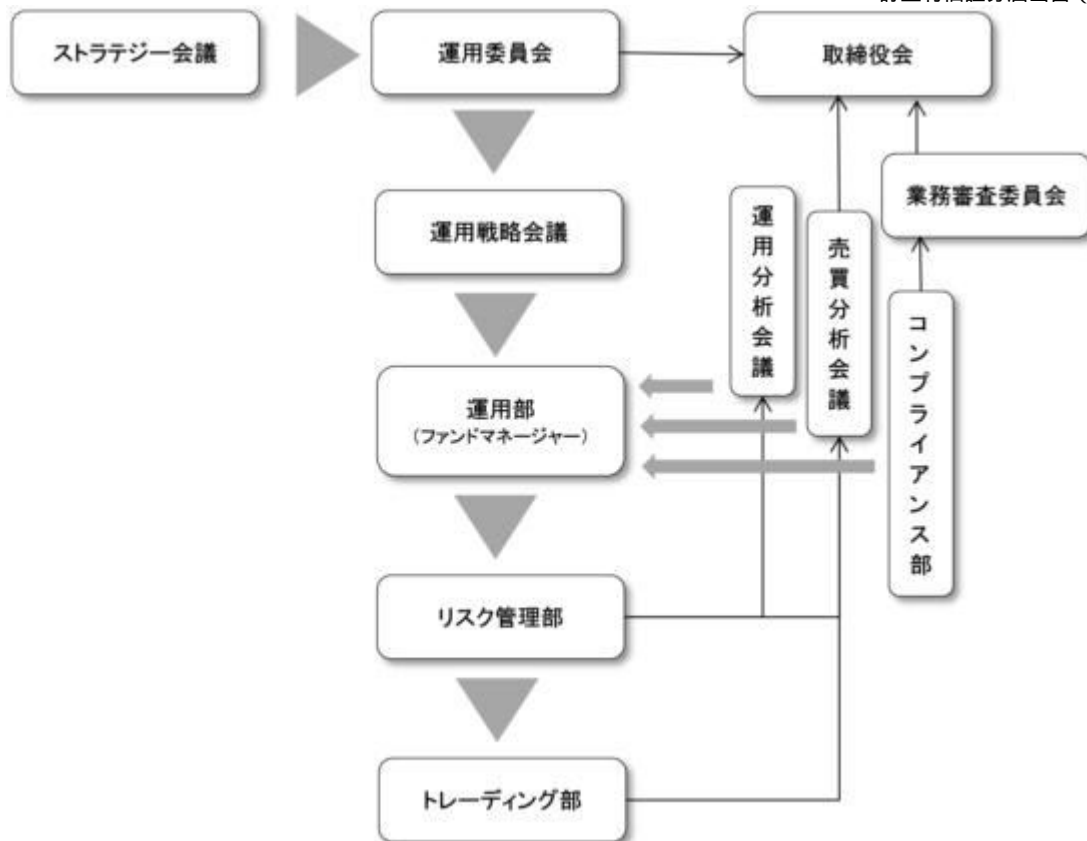 ストラテジー会議
運用委員会
取締役会
業務審査委員会
運用戦略会議
運用分析会議
売買分析会議
コンプライアンス部
運用部
(ファンドマネージャー)
リスク管理部
トレーディング部